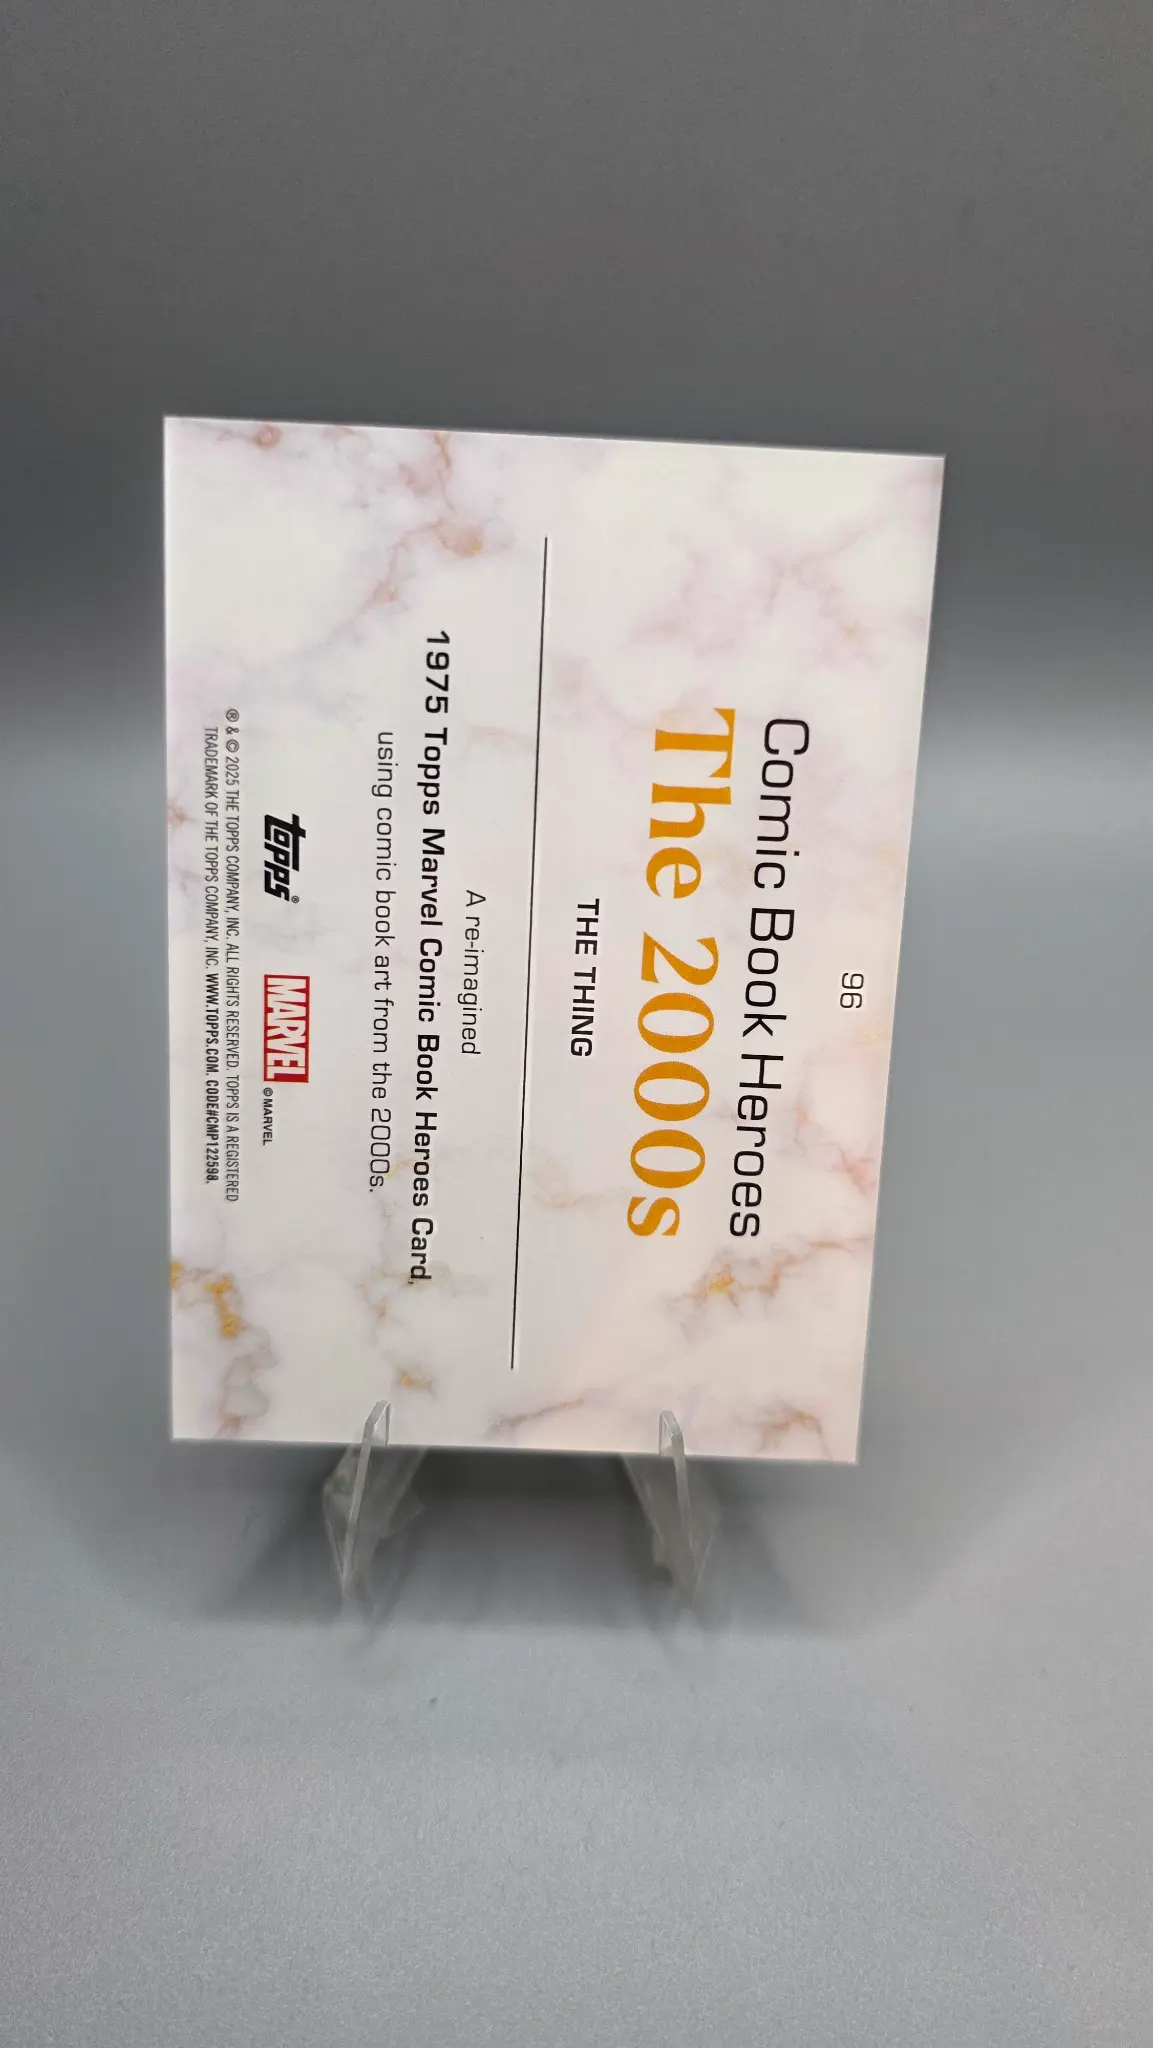 96
Comic Book Heroes
The 2000s
THE THING
A re-imagined
1975 Topps Marvel Comic Book Heroes Card,
using comic book art from the 2000s.
topps® MARVEL ©MARVEL
® & © 2025 THE TOPPS COMPANY, INC. ALL RIGHTS RESERVED. TOPPS IS A REGISTERED
TRADEMARK OF THE TOPPS COMPANY, INC. WWW.TOPPS.COM. CODE#CMP122598.